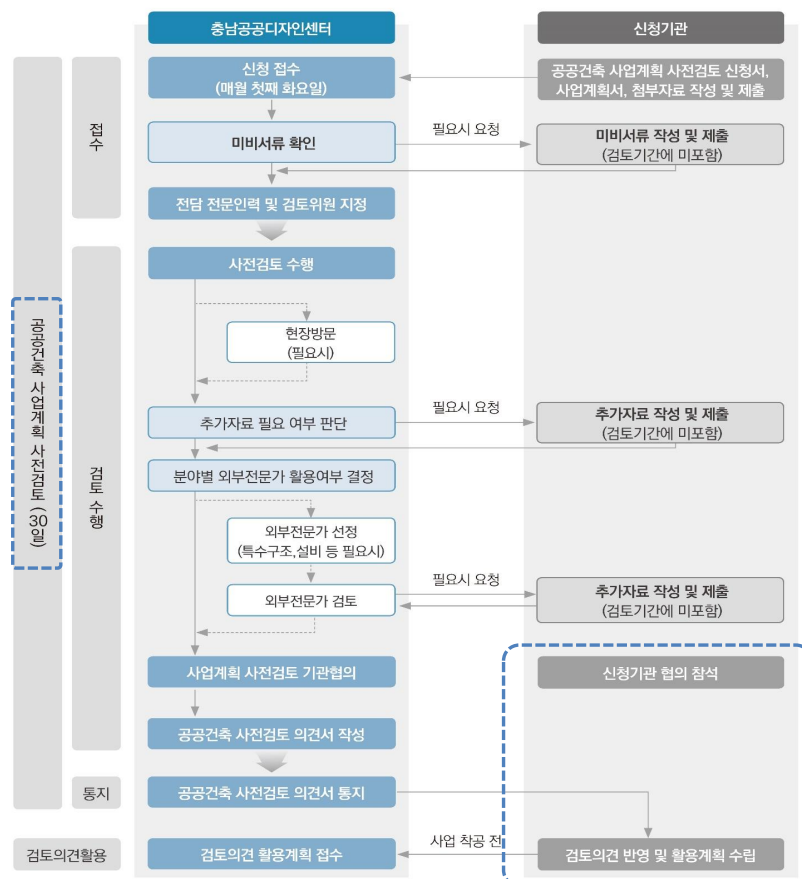 충남공공디자인센터
신청기관
신청 접수
(매월 첫째 화요일)
공공건축 사업계획 사전검토 신청서,
사업계획서, 첨부자료 작성 및 제출
접수
미비서류 확인
필요시 요청
미비서류 작성 및 제출
(검토기간에 미포함)
전담 전문인력 및 검토위원 지정
공공건축 사업계획 사전검토 (30일)
검토 수행
사전검토 수행
현장방문
(필요시)
추가자료 필요 여부 판단
필요시 요청
추가자료 작성 및 제출
(검토기간에 미포함)
분야별 외부전문가 활용여부 결정
외부전문가 선정
(특수구조,설비 등 필요시)
외부전문가 검토
필요시 요청
추가자료 작성 및 제출
(검토기간에 미포함)
사업계획 사전검토 기관협의
신청기관 협의 참석
공공건축 사전검토 의견서 작성
통지
공공건축 사전검토 의견서 통지
검토의견활용
검토의견 활용계획 접수
사업 착공 전
검토의견 반영 및 활용계획 수립